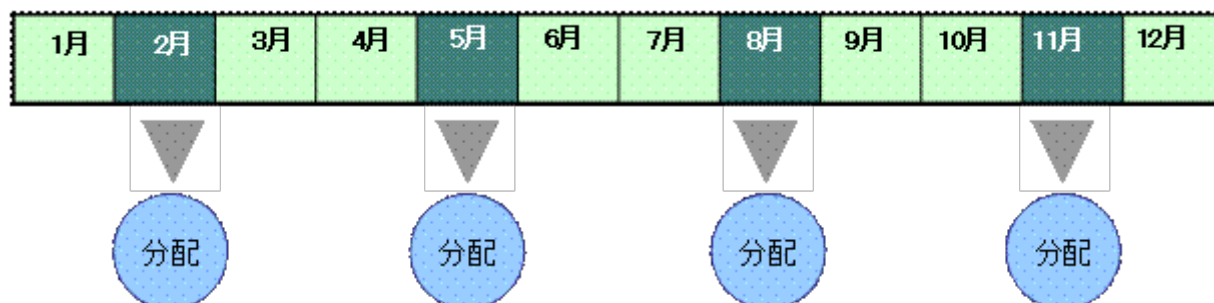 1月 2月 3月 4月 5月 6月 7月 8月 9月 10月 11月 12月
分配 分配 分配 分配